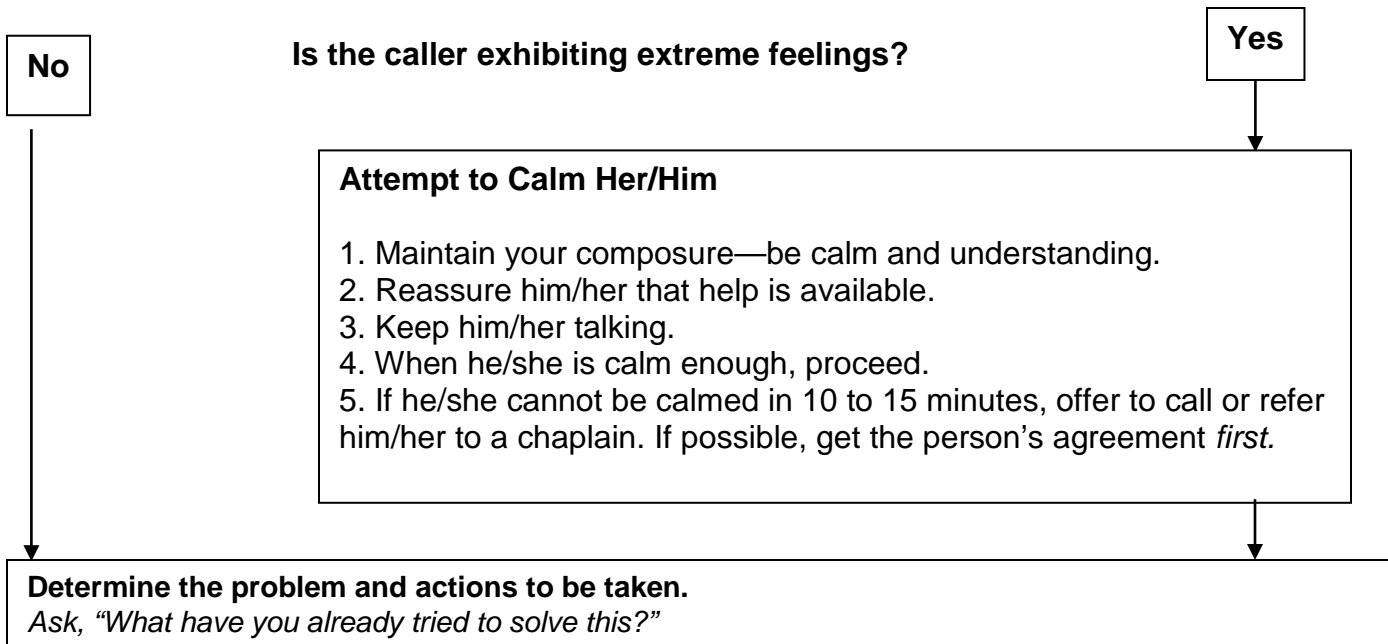 No
Is the caller exhibiting extreme feelings?
Yes
Attempt to Calm Her/Him
1. Maintain your composure—be calm and understanding.
2. Reassure him/her that help is available.
3. Keep him/her talking.
4. When he/she is calm enough, proceed.
5. If he/she cannot be calmed in 10 to 15 minutes, offer to call or refer
him/her to a chaplain. If possible, get the person’s agreement first.
Determine the problem and actions to be taken.
Ask, “What have you already tried to solve this?”